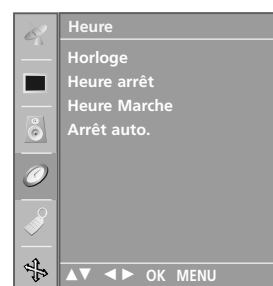 Heure
Horloge
Heure arrêt
Heure Marche
Arrêt auto.
▲▼ ◄► OK MENU